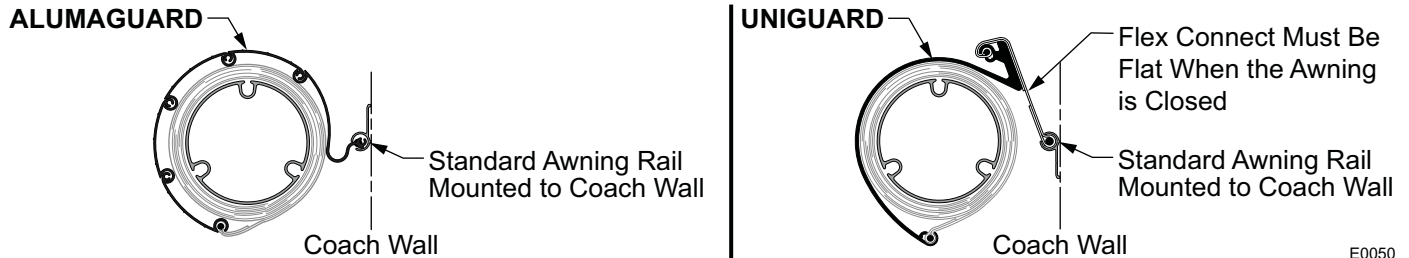 ALUMAGUARD
Standard Awning Rail
Mounted to Coach Wall
Coach Wall
UNIGUARD
Flex Connect Must Be
Flat When the Awning
is Closed
Standard Awning Rail
Mounted to Coach Wall
Coach Wall
E0050